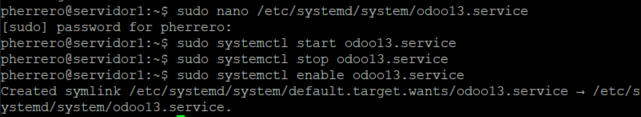 pherrero@servidor1:~$ sudo nano /etc/systemd/system/odoo13.service
[sudo] password for pherrero:
pherrero@servidor1:~$ sudo systemctl start odoo13.service
pherrero@servidor1:~$ sudo systemctl stop odoo13.service
pherrero@servidor1:~$ sudo systemctl enable odoo13.service
Created symlink /etc/systemd/system/default.target.wants/odoo13.service → /etc/s
ystemd/system/odoo13.service.